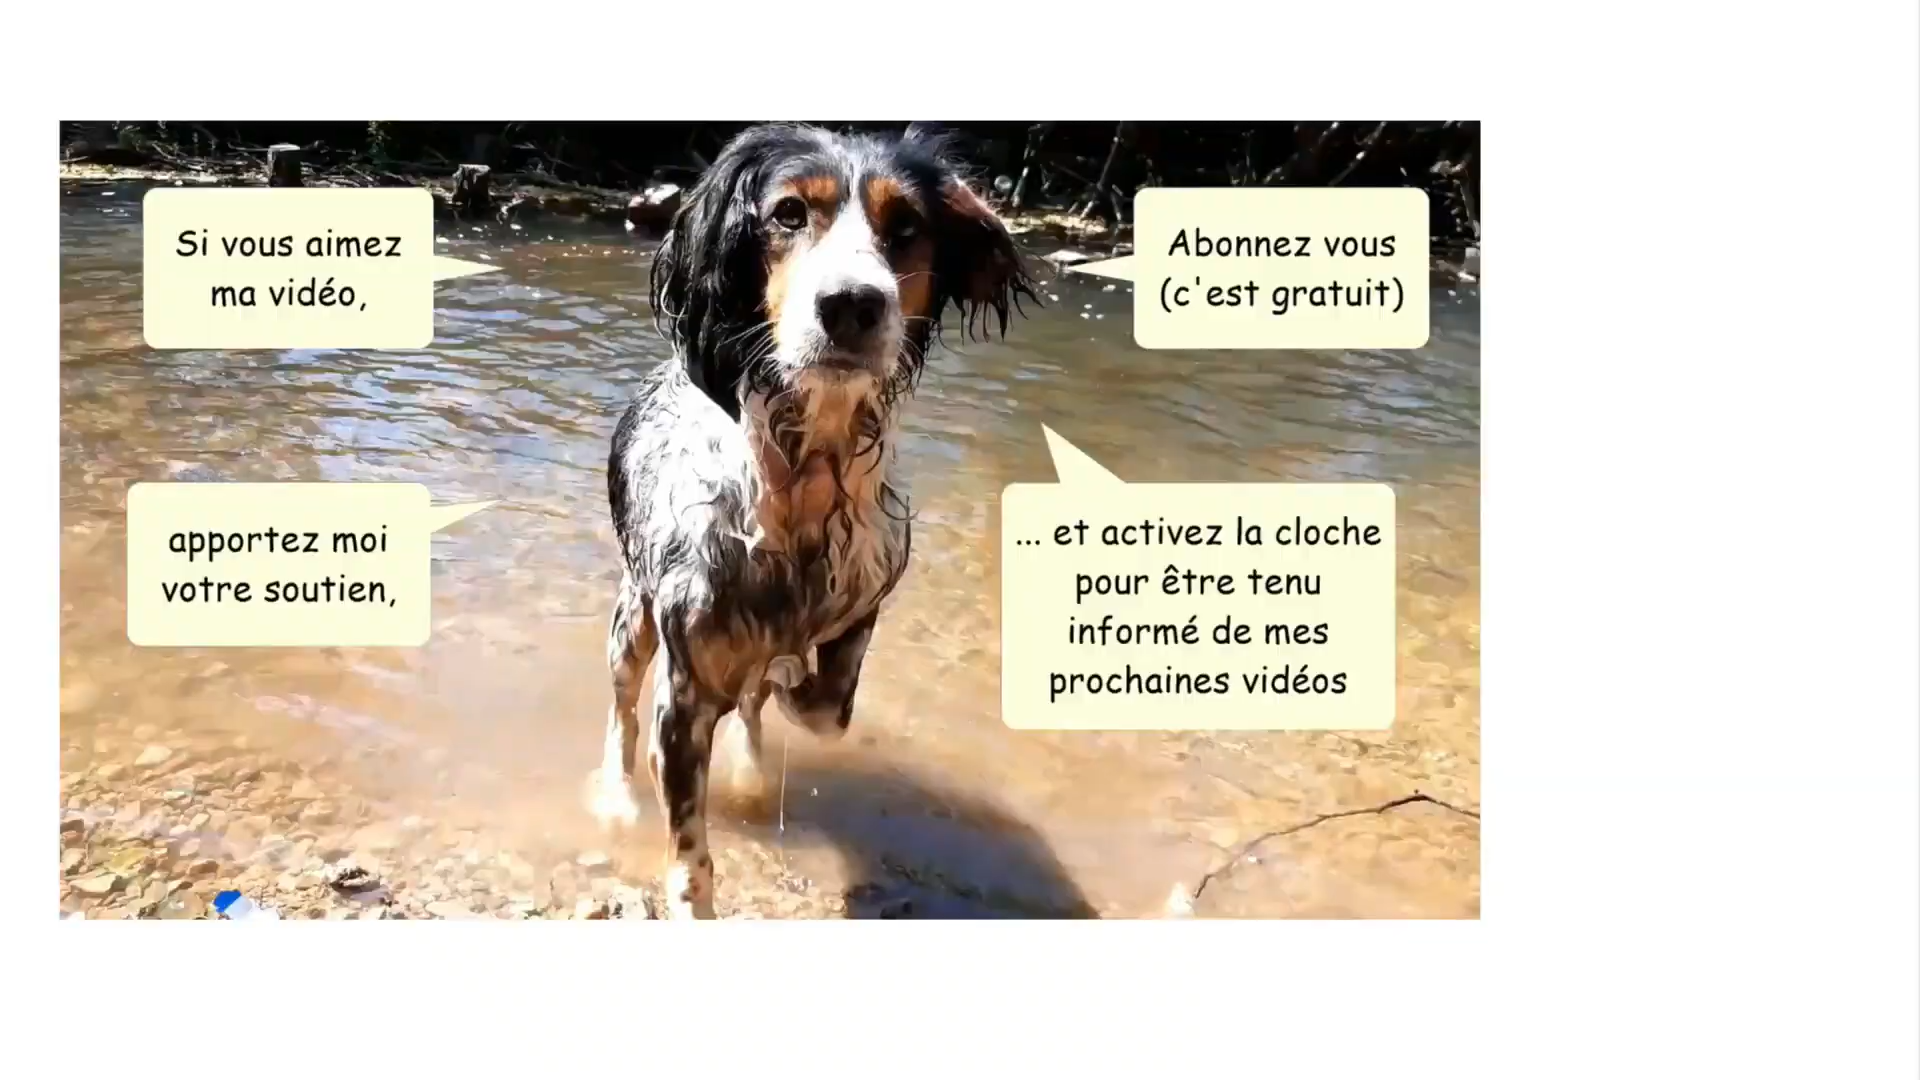 Si vous aimez
ma vidéo,
apportez moi
votre soutien,
Abonnez vous
(c'est gratuit)
... et activez la cloche
pour être tenu
informé de mes
prochaines vidéos